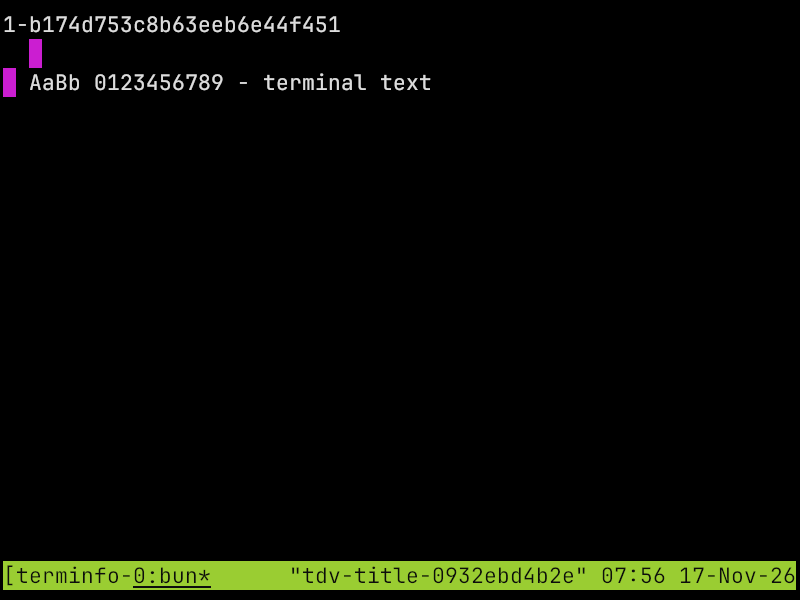 1-b174d753c8b63eeb6e44f451
AaBb 0123456789 - terminal text
[terminfo-0:bun* "tdv-title-0932ebd4b2e" 07:56 17-Nov-26